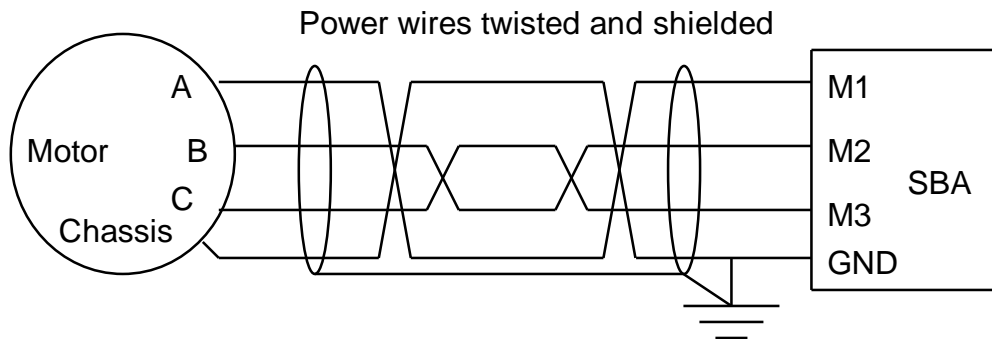 Power wires twisted and shielded
A
M1
Motor
B
M2
SBA
C
M3
Chassis
GND